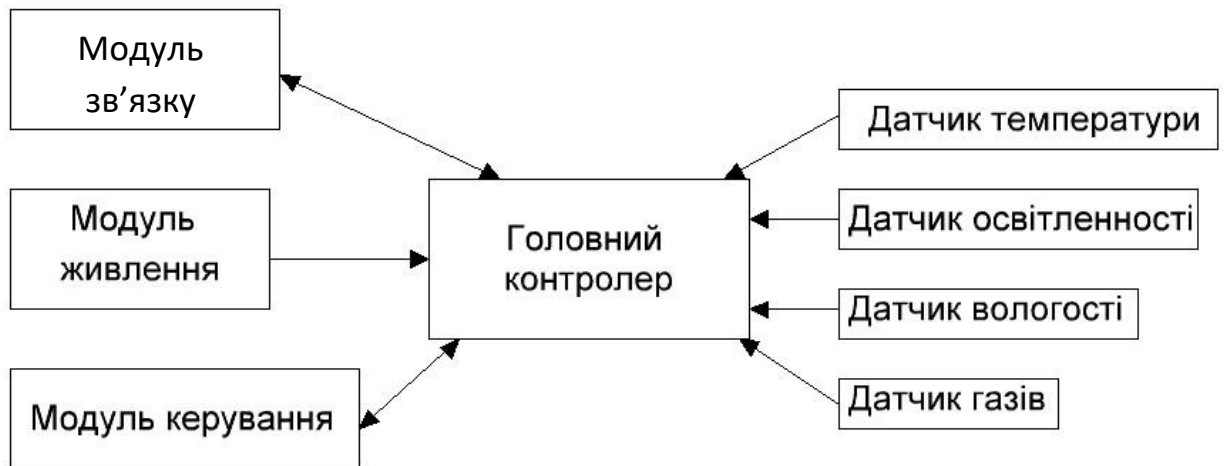 Модуль
зв’язку
Модуль
живлення
Модуль керування
Головний
контролер
Датчик температури
Датчик освітленності
Датчик вологості
Датчик газів